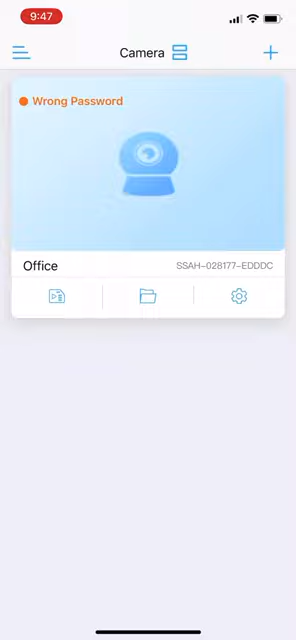 9:47
Camera
Wrong Password
Office
SSAH-028177-EDDDC